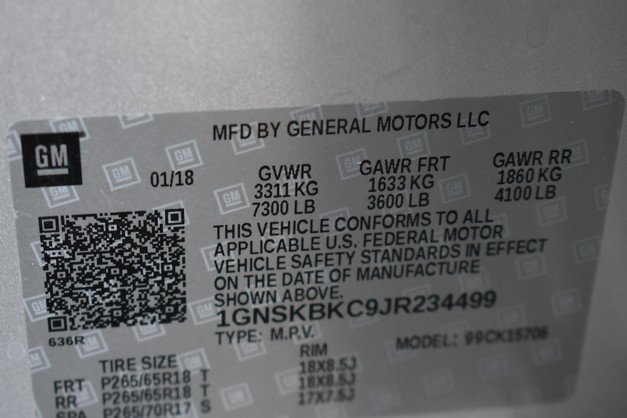 MFD BY GENERAL MOTORS LLC
GM
01/18
GVWR GAWR FRT GAWR RR
3311 KG 1633 KG 1860 KG
7300 LB 3600 LB 4100 LB
THIS VEHICLE CONFORMS TO ALL
APPLICABLE U.S. FEDERAL MOTOR
VEHICLE SAFETY STANDARDS IN EFFECT
ON THE DATE OF MANUFACTURE
SHOWN ABOVE.
1GNSKBKC9JR234499
636R
TYPE: M.P.V. MODEL: 99CK15706
TIRE SIZE RIM
FRT P265/65R18 T 18X8.5J
RR P265/65R18 T 18X8.5J
SPA P265/70R17 S 17X7.5J